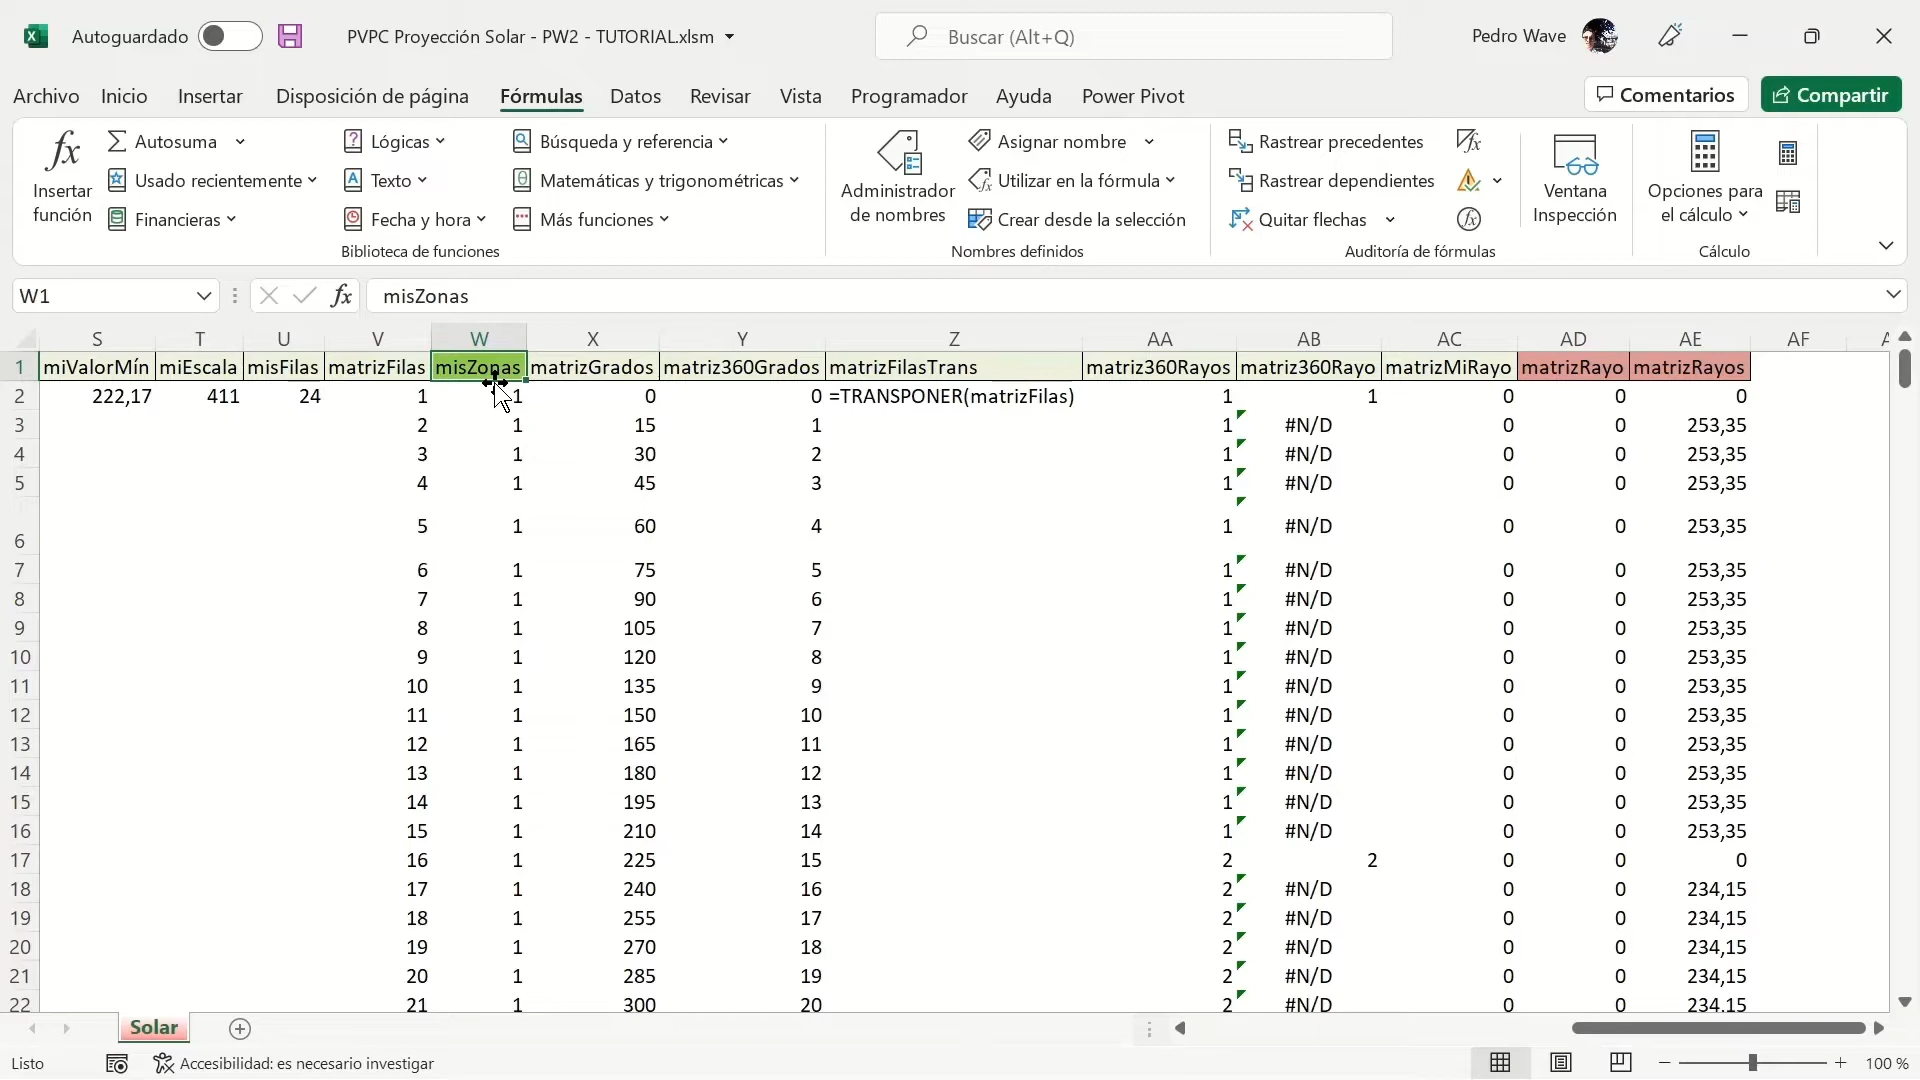 Autoguardado
PVPC Proyección Solar - PW2 - TUTORIAL.xlsm
Buscar (Alt+Q)
Pedro Wave
Archivo Inicio Insertar Disposición de página Fórmulas Datos Revisar Vista Programador Ayuda Power Pivot
Comentarios
Compartir
Insertar función
Autosuma
Usado recientemente
Financieras
Lógicas
Texto
Fecha y hora
Búsqueda y referencia
Matemáticas y trigonométricas
Más funciones
Biblioteca de funciones
Administrador de nombres
Asignar nombre
Utilizar en la fórmula
Crear desde la selección
Nombres definidos
Rastrear precedentes
Rastrear dependientes
Quitar flechas
Auditoría de fórmulas
Ventana Inspección
Opciones para el cálculo
Cálculo
W1
fx
misZonas
S T U V W X Y Z AA AB AC AD AE AF
1 miValorMín miEscala misFilas matrizFilas misZonas matrizGrados matriz360Grados matrizFilasTrans matriz360Rayos matriz360Rayo matrizMiRayo matrizRayo matrizRayos
2 222,17 411 24 1 1 0 0 =TRANSPONER(matrizFilas) 1 1 0 0 0
3 2 1 15 1 1 #N/D 0 0 253,35
4 3 1 30 2 1 #N/D 0 0 253,35
5 4 1 45 3 1 #N/D 0 0 253,35
6 5 1 60 4 1 #N/D 0 0 253,35
7 6 1 75 5 1 #N/D 0 0 253,35
8 7 1 90 6 1 #N/D 0 0 253,35
9 8 1 105 7 1 #N/D 0 0 253,35
10 9 1 120 8 1 #N/D 0 0 253,35
11 10 1 135 9 1 #N/D 0 0 253,35
12 11 1 150 10 1 #N/D 0 0 253,35
13 12 1 165 11 1 #N/D 0 0 253,35
14 13 1 180 12 1 #N/D 0 0 253,35
15 14 1 195 13 1 #N/D 0 0 253,35
16 15 1 210 14 1 #N/D 0 0 253,35
17 16 1 225 15 2 2 0 0 0
18 17 1 240 16 2 #N/D 0 0 234,15
19 18 1 255 17 2 #N/D 0 0 234,15
20 19 1 270 18 2 #N/D 0 0 234,15
21 20 1 285 19 2 #N/D 0 0 234,15
22 21 1 300 20 2 #N/D 0 0 234,15
Solar
Listo
Accesibilidad: es necesario investigar
100 %